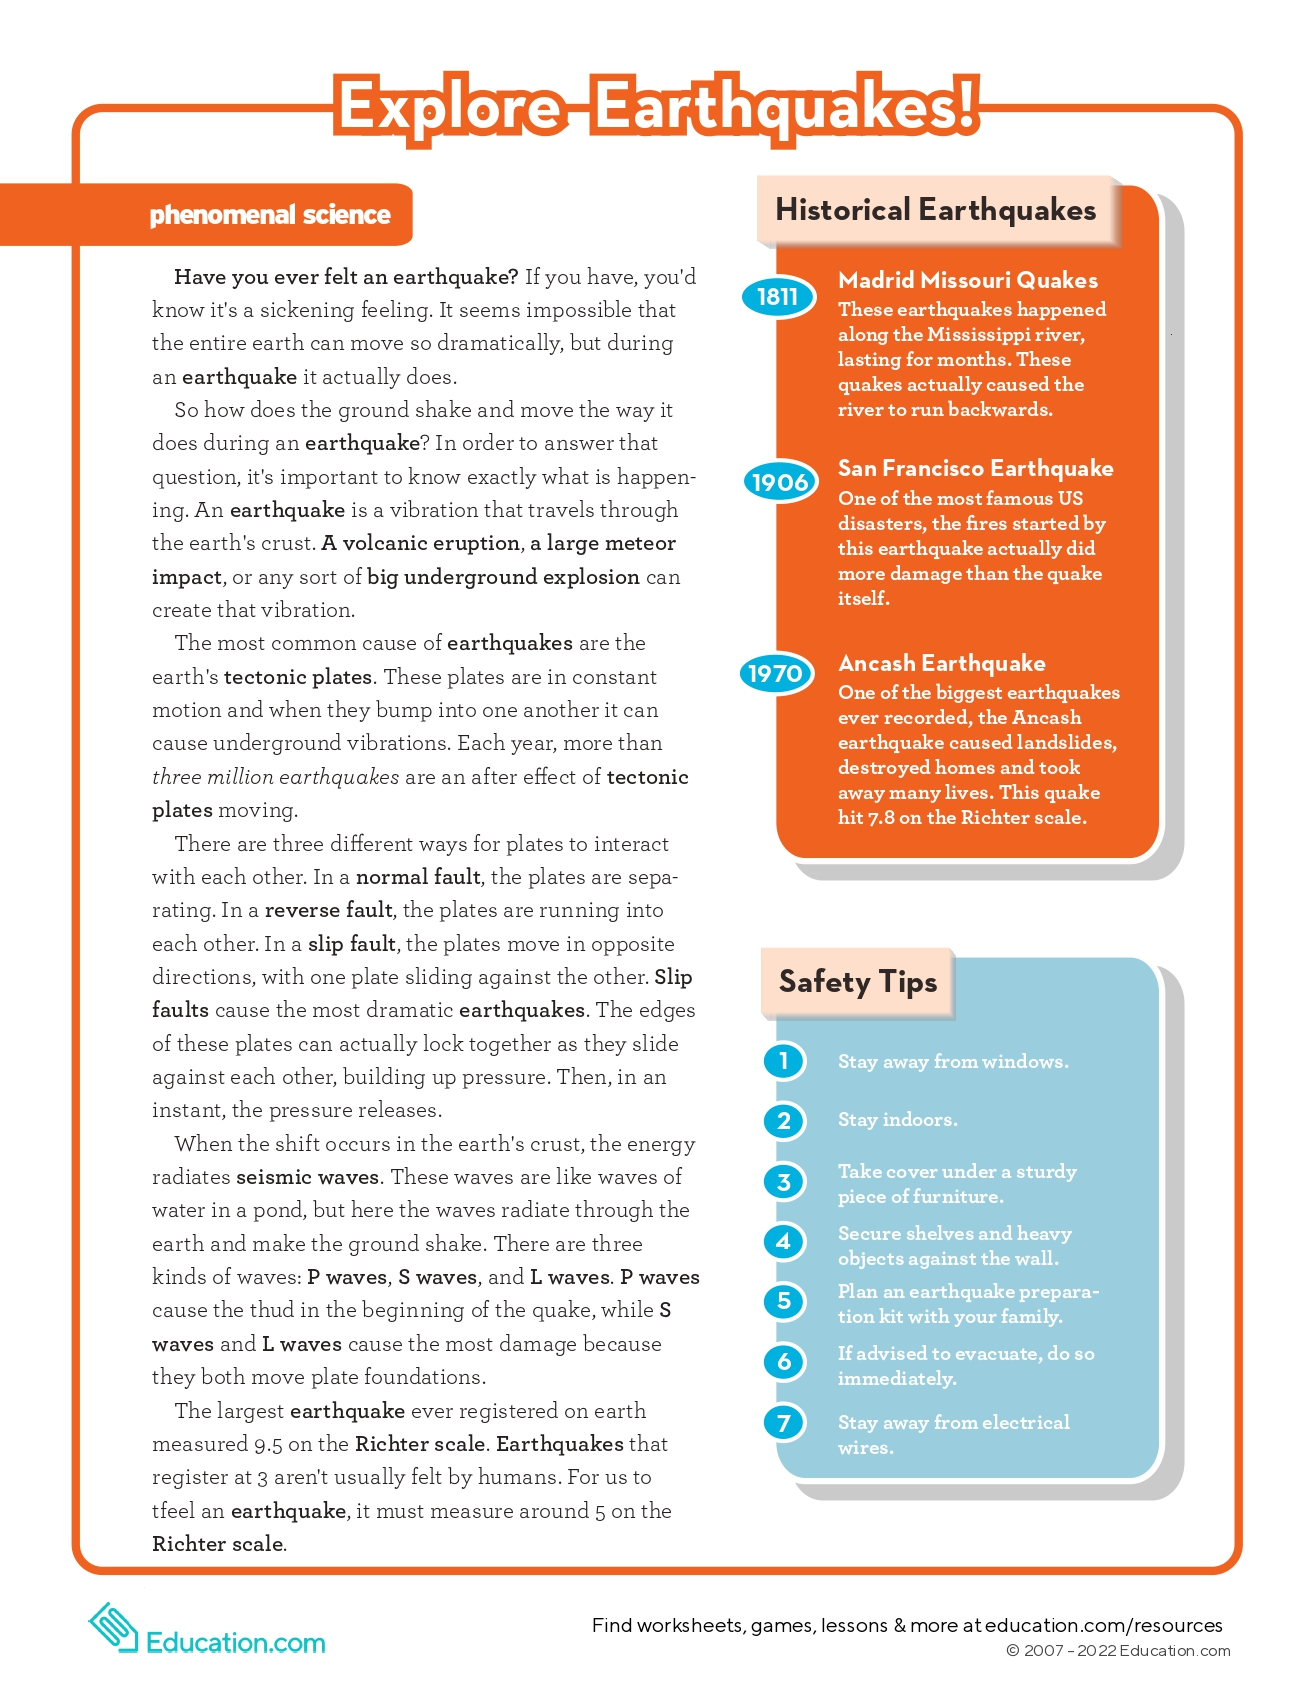 Explore Earthquakes!
phenomenal science
Have you ever felt an earthquake? If you have, you'd
know it's a sickening feeling. It seems impossible that
the entire earth can move so dramatically, but during
an earthquake it actually does.
So how does the ground shake and move the way it
does during an earthquake? In order to answer that
question, it's important to know exactly what is happen-
ing. An earthquake is a vibration that travels through
the earth's crust. A volcanic eruption, a large meteor
impact, or any sort of big underground explosion can
create that vibration.
The most common cause of earthquakes are the
earth's tectonic plates. These plates are in constant
motion and when they bump into one another it can
cause underground vibrations. Each year, more than
three million earthquakes are an after effect of tectonic
plates moving.
There are three different ways for plates to interact
with each other. In a normal fault, the plates are sepa-
rating. In a reverse fault, the plates are running into
each other. In a slip fault, the plates move in opposite
directions, with one plate sliding against the other. Slip
faults cause the most dramatic earthquakes. The edges
of these plates can actually lock together as they slide
against each other, building up pressure. Then, in an
instant, the pressure releases.
When the shift occurs in the earth's crust, the energy
radiates seismic waves. These waves are like waves of
water in a pond, but here the waves radiate through the
earth and make the ground shake. There are three
kinds of waves: P waves, S waves, and L waves. P waves
cause the thud in the beginning of the quake, while S
waves and L waves cause the most damage because
they both move plate foundations.
The largest earthquake ever registered on earth
measured 9.5 on the Richter scale. Earthquakes that
register at 3 aren't usually felt by humans. For us to
tfeel an earthquake, it must measure around 5 on the
Richter scale.
Historical Earthquakes
1811
Madrid Missouri Quakes
These earthquakes happened
along the Mississippi river,
lasting for months. These
quakes actually caused the
river to run backwards.
1906
San Francisco Earthquake
One of the most famous US
disasters, the fires started by
this earthquake actually did
more damage than the quake
itself.
1970
Ancash Earthquake
One of the biggest earthquakes
ever recorded, the Ancash
earthquake caused landslides,
destroyed homes and took
away many lives. This quake
hit 7.8 on the Richter scale.
Safety Tips
1 Stay away from windows.
2 Stay indoors.
3 Take cover under a sturdy
piece of furniture.
4 Secure shelves and heavy
objects against the wall.
5 Plan an earthquake prepara-
tion kit with your family.
6 If advised to evacuate, do so
immediately.
7 Stay away from electrical
wires.
Education.com
Find worksheets, games, lessons & more at education.com/resources
© 2007 - 2022 Education.com